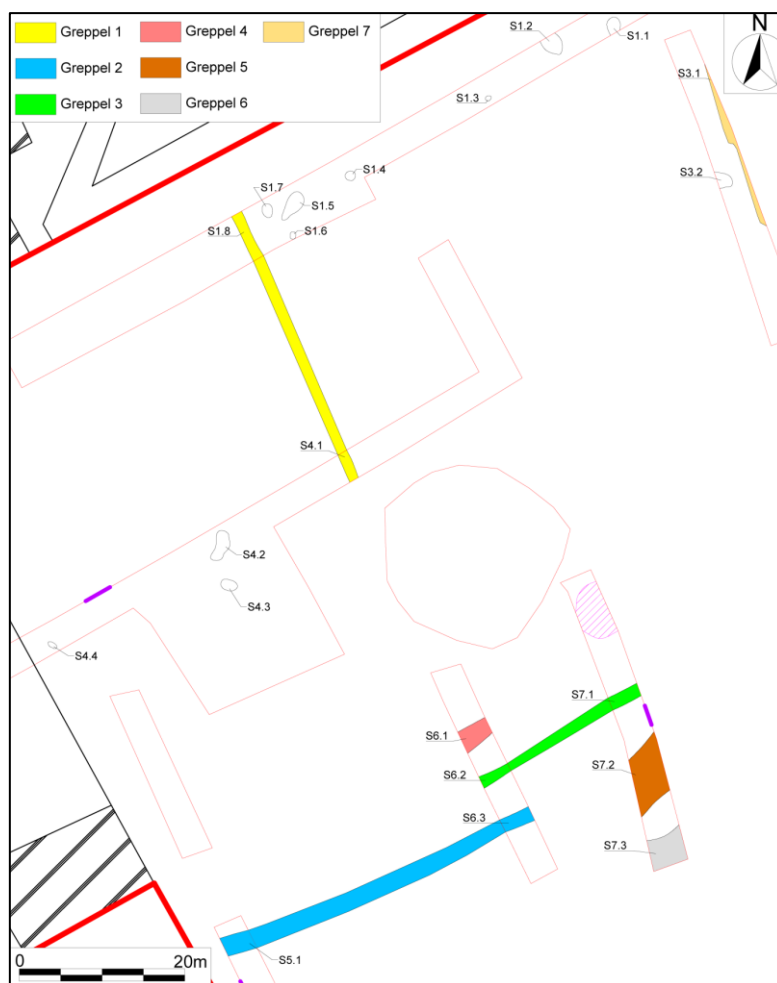 Greppel 1
Greppel 4
Greppel 7
Greppel 2
Greppel 5
Greppel 3
Greppel 6
N
S1.2
S1.1
S1.3
S3.1
S1.4
S3.2
S1.7
S1.5
S1.8
S1.6
S4.1
S4.2
S4.3
S4.4
S7.1
S6.1
S7.2
S6.2
S6.3
S7.3
S5.1
0 20m